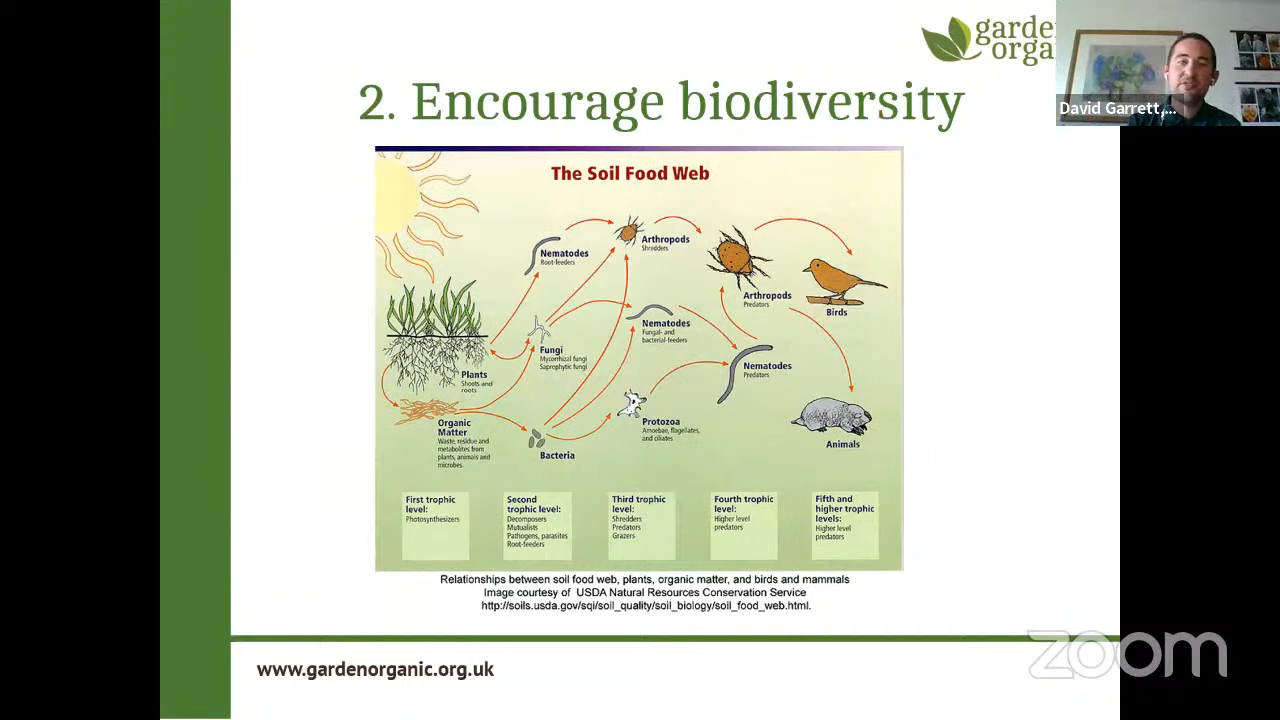 garde
orga
2. Encourage biodiversity
David Garrett,...
The Soil Food Web
Nematodes
Root-feeders
Arthropods
Shredders
Arthropods
Predators
Birds
Nematodes
Fungal- and
bacterial-feeders
Fungi
Mycorrhizal fungi
Saprophytic fungi
Plants
Shoots and
roots
Nematodes
Predators
Organic
Matter
Waste, residue and
metabolites from
plants, animals and
microbes.
Bacteria
Protozoa
Amoebae, flagellates,
and ciliates
Animals
First trophic
level:
Photosynthesizers
Second
trophic level:
Decomposers
Mutualists
Pathogens, parasites
Root-feeders
Third trophic
level:
Shredders
Predators
Grazers
Fourth trophic
level:
Higher level
predators
Fifth and
higher trophic
levels:
Higher level
predators
Relationships between soil food web, plants, organic matter, and birds and mammals
Image courtesy of USDA Natural Resources Conservation Service
http://soils.usda.gov/sqi/soil_quality/soil_biology/soil_food_web.html.
www.gardenorganic.org.uk
zoom